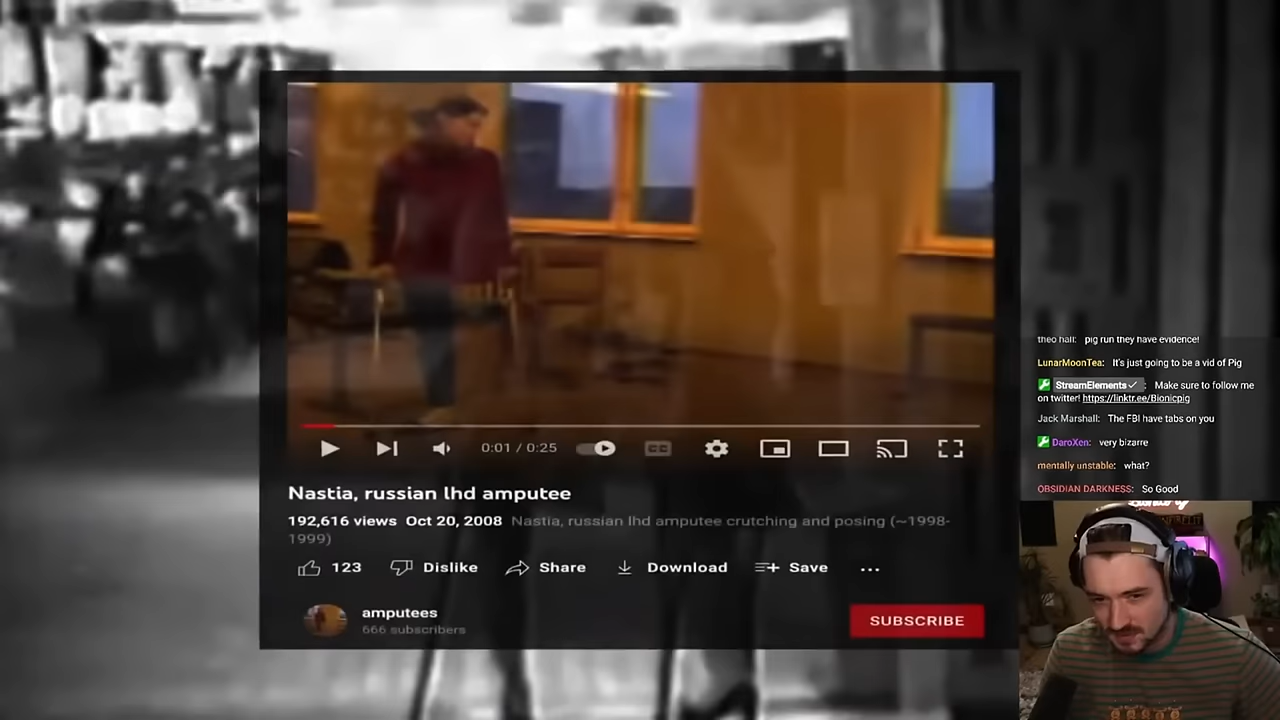 0:01 / 0:25
CC
Nastia, russian lhd amputee
192,616 views Oct 20, 2008 Nastia, russian lhd amputee crutching and posing (~1998-
1999)
123 Dislike Share Download Save ...
amputees
666 subscribers
SUBSCRIBE
theo hall: pig run they have evidence!
LunarMoonTea: It's just going to be a vid of Pig
StreamElements: Make sure to follow me
on twitter! https://linktr.ee/Bionicpig
Jack Marshall: The FBI have tabs on you
DaroXen: very bizarre
mentally unstable: what?
OBSIDIAN DARKNESS: So Good